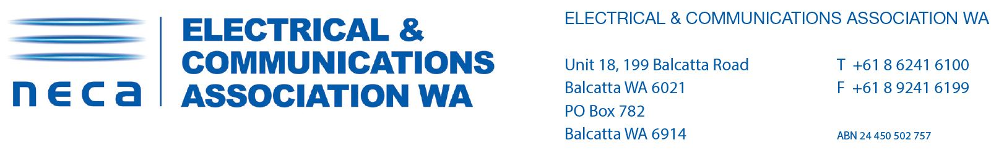 neca
ELECTRICAL &
COMMUNICATIONS
ASSOCIATION WA
ELECTRICAL & COMMUNICATIONS ASSOCIATION WA
Unit 18, 199 Balcatta Road
Balcatta WA 6021
PO Box 782
Balcatta WA 6914
T +61 8 6241 6100
F +61 8 9241 6199
ABN 24 450 502 757